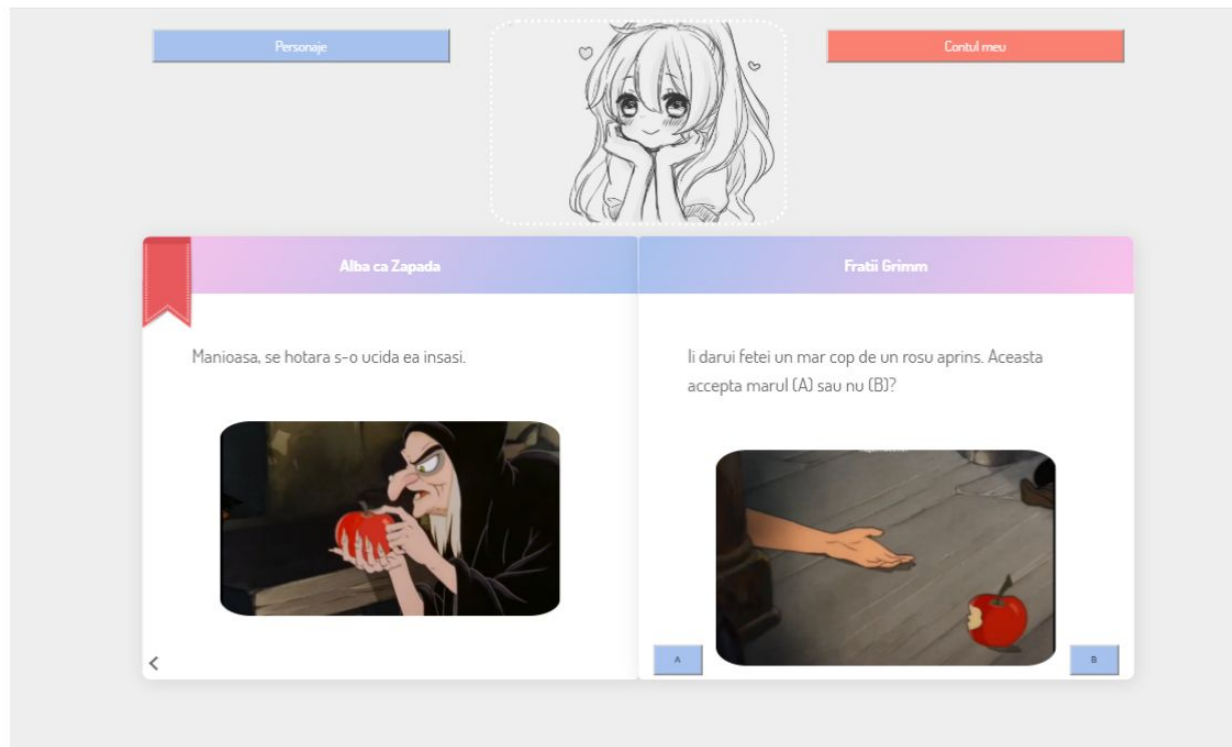 Personaje
Contul meu
Alba ca Zapada
Fratii Grimm
Manioasa, se hotara s-o ucida ea insasi.
Ii darui fetei un mar cop de un rosu aprins. Aceasta
accepta marul (A) sau nu (B)?
A
B